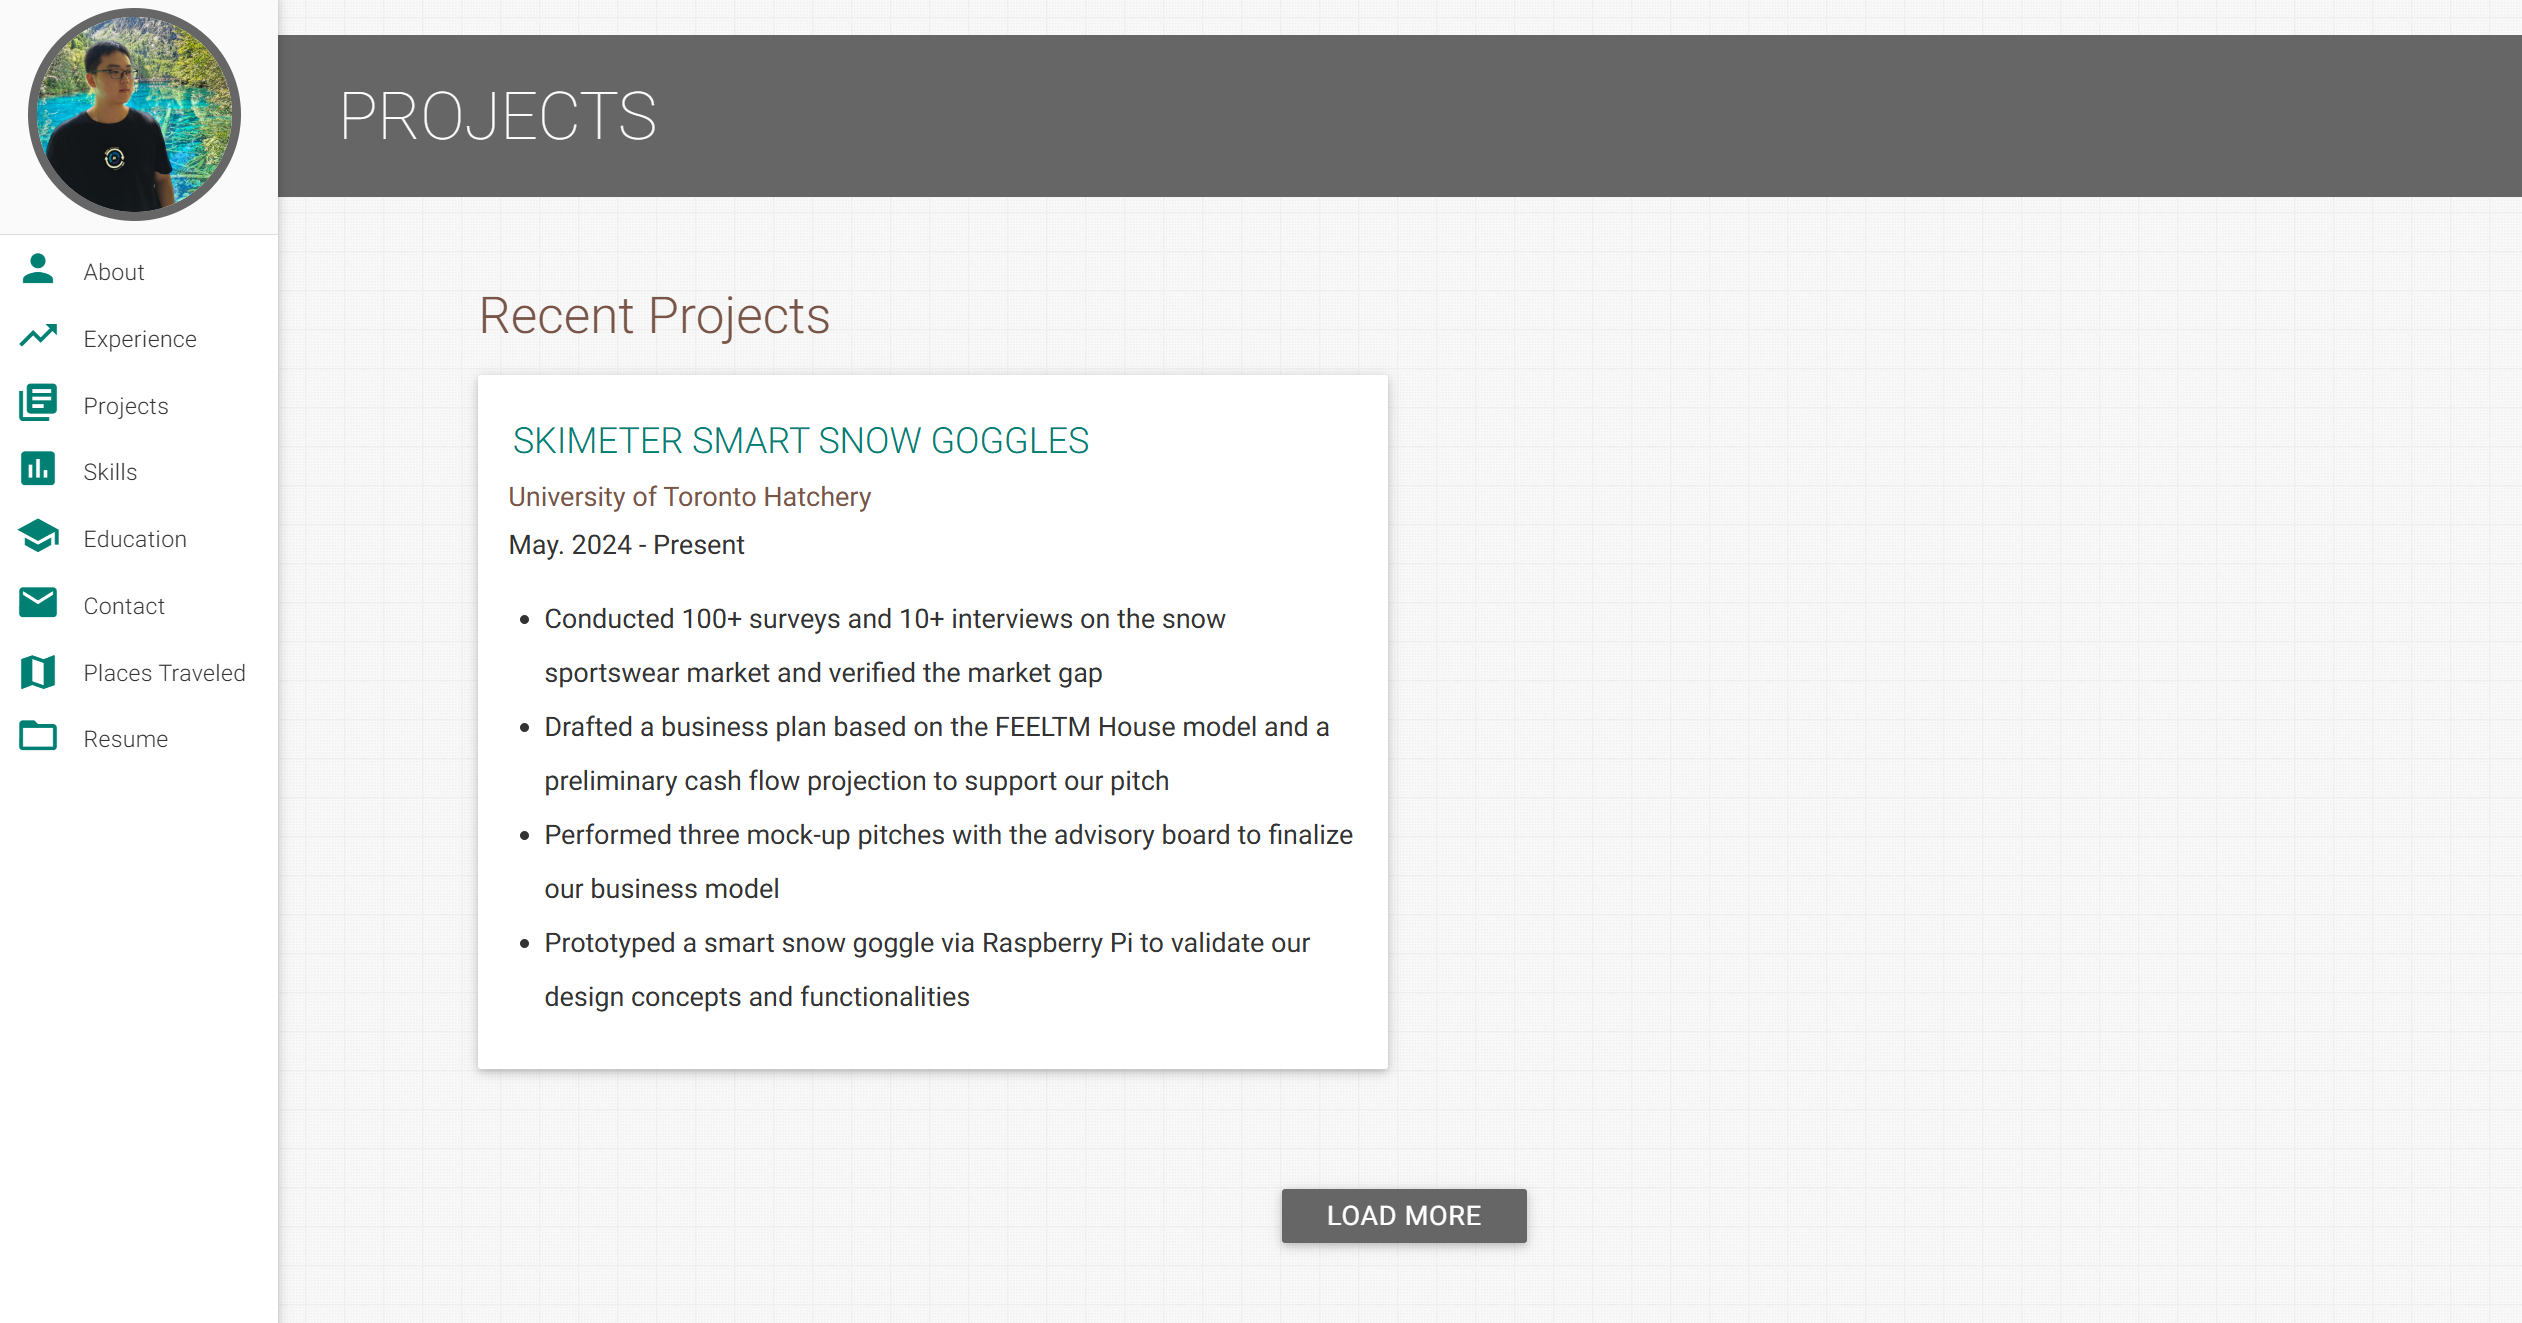 PROJECTS
About
Experience
Projects
Skills
Education
Contact
Places Traveled
Resume
Recent Projects
SKIMETER SMART SNOW GOGGLES
University of Toronto Hatchery
May. 2024 - Present
Conducted 100+ surveys and 10+ interviews on the snow
sportswear market and verified the market gap
Drafted a business plan based on the FEELTM House model and a
preliminary cash flow projection to support our pitch
Performed three mock-up pitches with the advisory board to finalize
our business model
Prototyped a smart snow goggle via Raspberry Pi to validate our
design concepts and functionalities
LOAD MORE